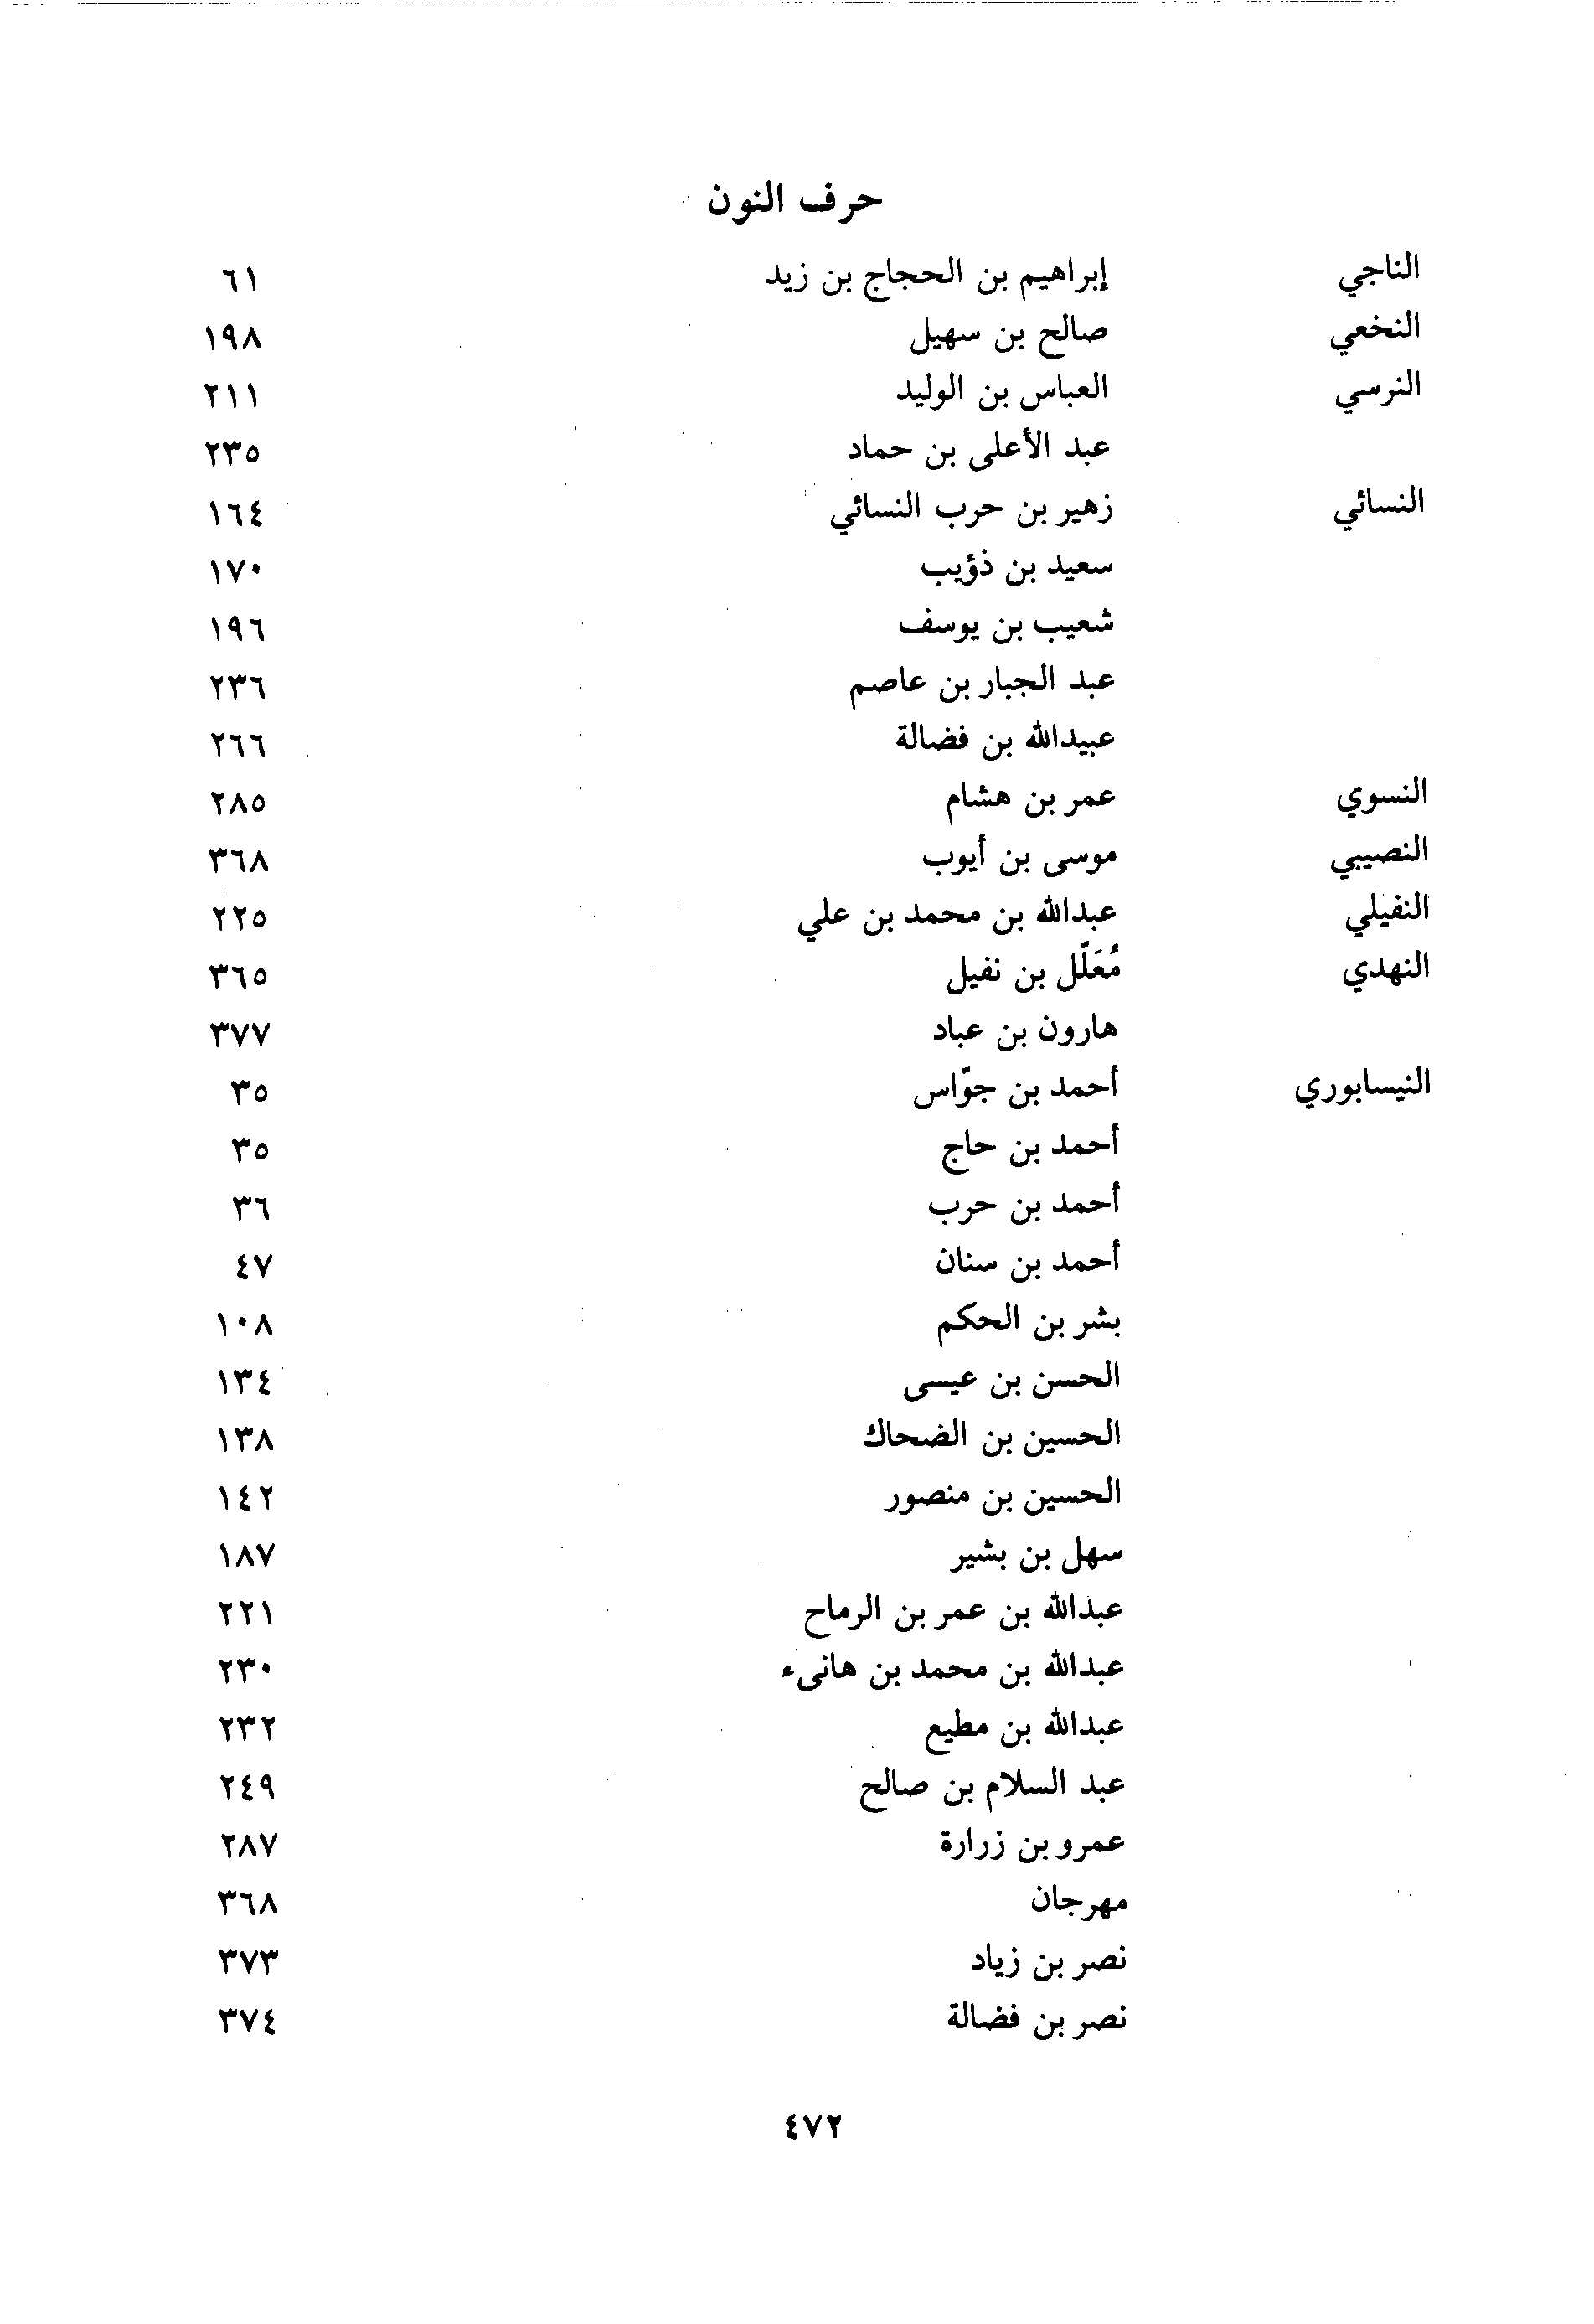 حرف النون
الناجي إبراهيم بن الحجاج بن زيد ٦١
النخعي صالح بن سهيل ١٩٨
النرسي العباس بن الوليد ٢١١
عبد الأعلى بن حماد ٢٣٥
النسائي زهير بن حرب النسائي ١٦٤
سعيد بن ذؤيب ١٧٠
شعيب بن يوسف ١٩٦
عبد الجبار بن عاصم ٢٣٦
عبيدالله بن فضالة ٢٦٦
النسوي عمر بن هشام ٢٨٥
النصيبي موسى بن أيوب ٣٦٨
النفيلي عبدالله بن محمد بن علي ٢٢٥
النهدي مُعَلّل بن نفيل ٣٦٥
هارون بن عباد ٣٧٧
النيسابوري أحمد بن جوّاس ٣٥
أحمد بن حاج ٣٥
أحمد بن حرب ٣٦
أحمد بن سنان ٤٧
بشر بن الحكم ١٠٨
الحسن بن عيسى ١٣٤
الحسين بن الضحاك ١٣٨
الحسين بن منصور ١٤٢
سهل بن بشير ١٨٧
عبدالله بن عمر بن الرماح ٢٢١
عبدالله بن محمد بن هانىء ٢٣٠
عبدالله بن مطيع ٢٣٢
عبد السلام بن صالح ٢٤٩
عمرو بن زرارة ٢٨٧
مهرجان ٣٦٨
نصر بن زياد ٣٧٣
نصر بن فضالة ٣٧٤
٤٧٢